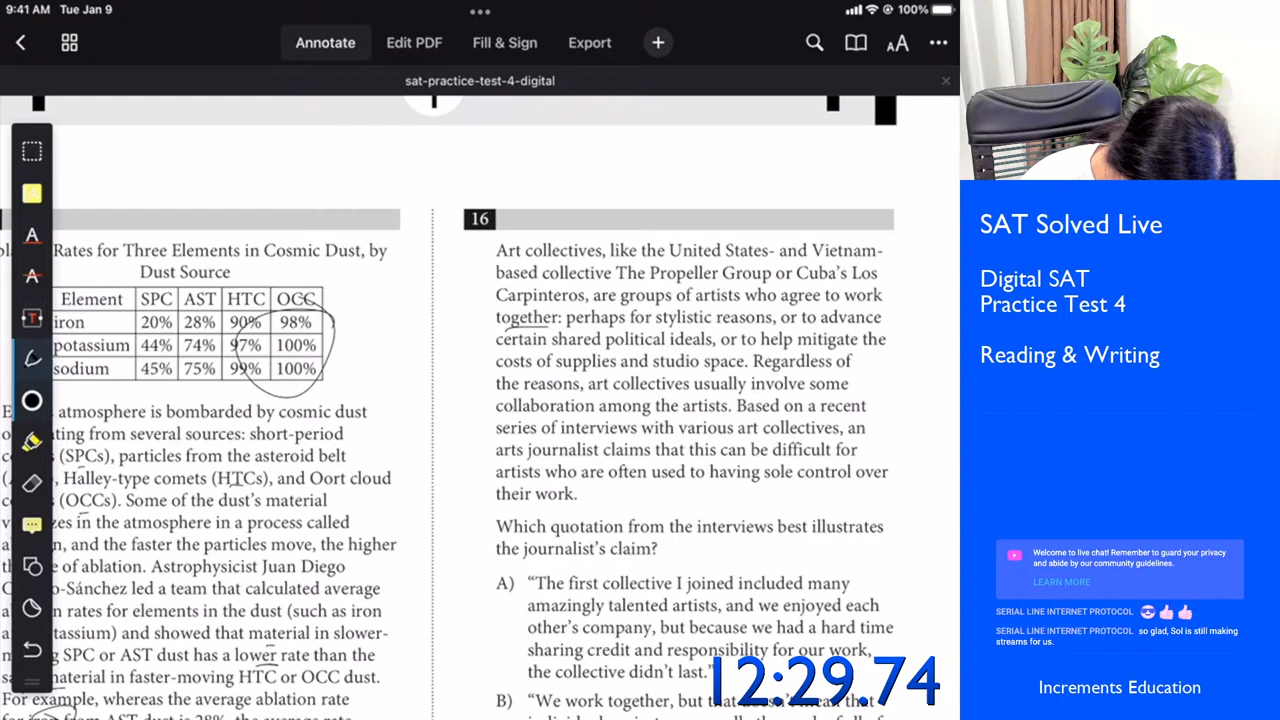 9:41 AM Tue Jan 9
100%
Annotate
Edit PDF
Fill & Sign
Export
sat-practice-test-4-digital
Rates for Three Elements in Cosmic Dust, by
Dust Source
Element SPC AST HTC OCC
iron 20% 28% 90% 98%
potassium 44% 74% 97% 100%
sodium 45% 75% 99% 100%
atmosphere is bombarded by cosmic dust
from several sources: short-period
(SPCs), particles from the asteroid belt
, Halley-type comets (HTCs), and Oort cloud
(OCCs). Some of the dust's material
in the atmosphere in a process called
, and the faster the particles move, the higher
of ablation. Astrophysicist Juan Diego
-Sánchez led a team that calculated average
rates for elements in the dust (such as iron
) and showed that material in slower-
SPC or AST dust has a lower rate than the
material in faster-moving HTC or OCC dust.
For example, whereas the average ablation rate
for iron from AST dust is 28%, the average rate
16
Art collectives, like the United States- and Vietnam-
based collective The Propeller Group or Cuba's Los
Carpinteros, are groups of artists who agree to work
together: perhaps for stylistic reasons, or to advance
certain shared political ideals, or to help mitigate the
costs of supplies and studio space. Regardless of
the reasons, art collectives usually involve some
collaboration among the artists. Based on a recent
series of interviews with various art collectives, an
arts journalist claims that this can be difficult for
artists who are often used to having sole control over
their work.
Which quotation from the interviews best illustrates
the journalist's claim?
A) "The first collective I joined included many
amazingly talented artists, and we enjoyed each
other's company, but because we had a hard time
sharing credit and responsibility for our work,
the collective didn't last."
B) "We work together, but that doesn't mean that
12:29.74
SAT Solved Live
Digital SAT
Practice Test 4
Reading & Writing
Welcome to live chat! Remember to guard your privacy
and abide by our community guidelines.
LEARN MORE
SERIAL LINE INTERNET PROTOCOL
SERIAL LINE INTERNET PROTOCOL so glad, Sol is still making
streams for us.
Increments Education